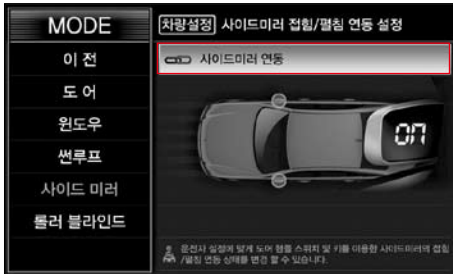 MODE
이 전
도 어
윈도우
썬루프
사이드 미러
롤러 블라인드
차량설정 사이드미러 접힘/펼침 연동 설정
사이드미러 연동
ON
운전사 설정에 맞게 도어 핸들 스위치 및 키를 이용한 사이드미러의 접힘
/펼침 연동 상태를 변경 할 수 있습니다.